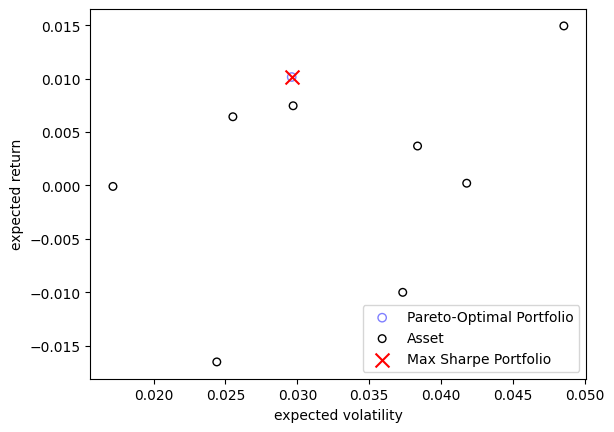 0.015
0.010
0.005
0.000
−0.005
−0.010
−0.015
expected return
0.020
0.025
0.030
0.035
0.040
0.045
0.050
expected volatility
Pareto-Optimal Portfolio
Asset
Max Sharpe Portfolio